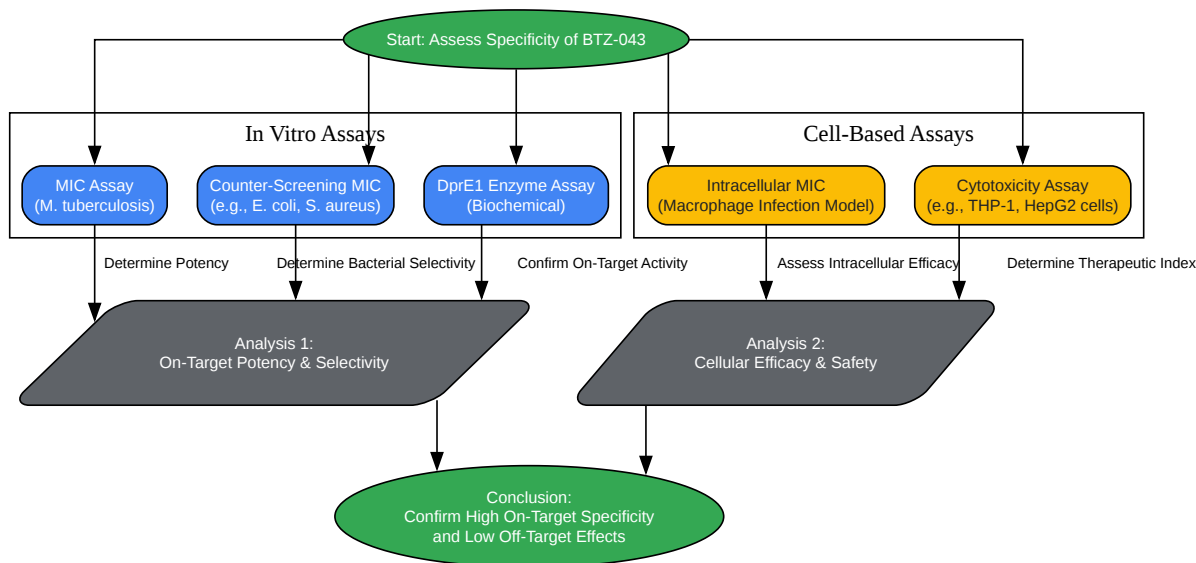 Start: Assess Specificity of BTZ-043
In Vitro Assays
Cell-Based Assays
MIC Assay
(M. tuberculosis)
Counter-Screening MIC
(e.g., E. coli, S. aureus)
DprE1 Enzyme Assay
(Biochemical)
Intracellular MIC
(Macrophage Infection Model)
Cytotoxicity Assay
(e.g., THP-1, HepG2 cells)
Determine Potency
Determine Bacterial Selectivity
Confirm On-Target Activity
Assess Intracellular Efficacy
Determine Therapeutic Index
Analysis 1:
On-Target Potency & Selectivity
Analysis 2:
Cellular Efficacy & Safety
Conclusion:
Confirm High On-Target Specificity
and Low Off-Target Effects